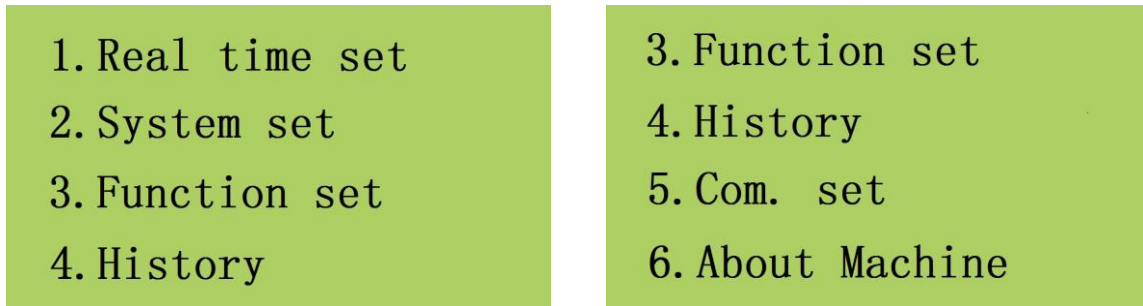 1. Real time set
2. System set
3. Function set
4. History
3. Function set
4. History
5. Com. set
6. About Machine